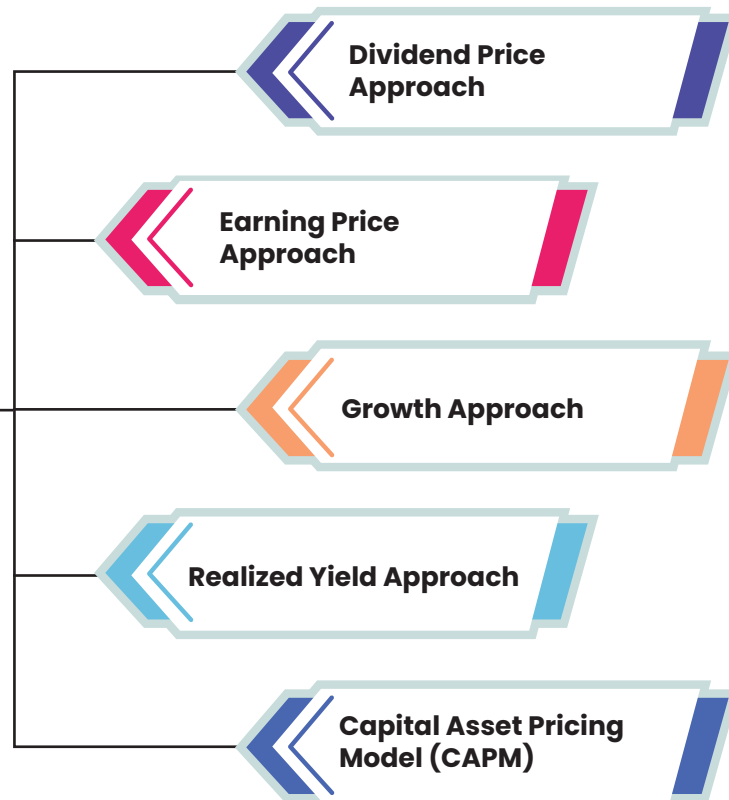 Dividend Price
Approach
Earning Price
Approach
Growth Approach
Realized Yield Approach
Capital Asset Pricing
Model (CAPM)